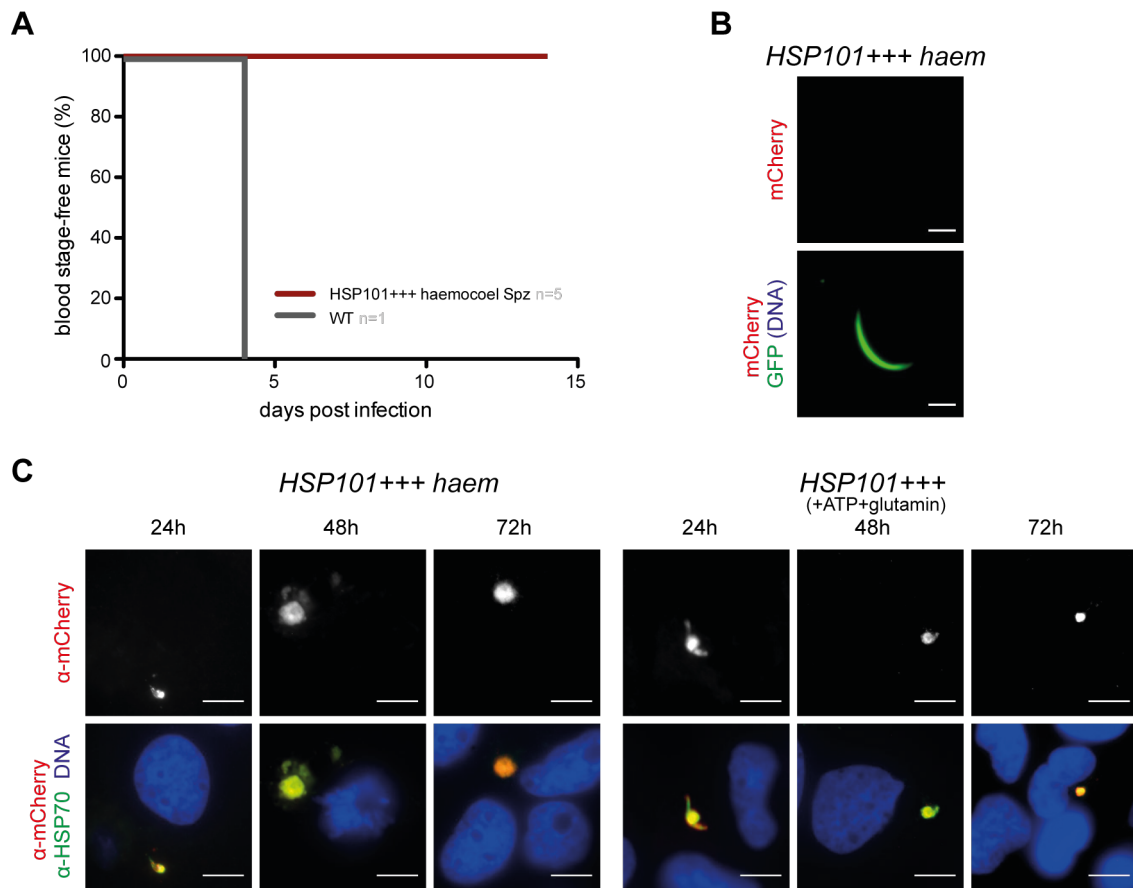 A
100
80
60
40
20
0
blood stage-free mice (%)
HSP101+++ haemocoel Spz n=5
WT n=1
0
5
10
15
days post infection
B
HSP101+++ haem
mCherry
mCherry
GFP (DNA)
C
HSP101+++ haem
HSP101+++
(+ATP+glutamin)
24h
48h
72h
24h
48h
72h
α-mCherry
α-mCherry
α-HSP70 DNA